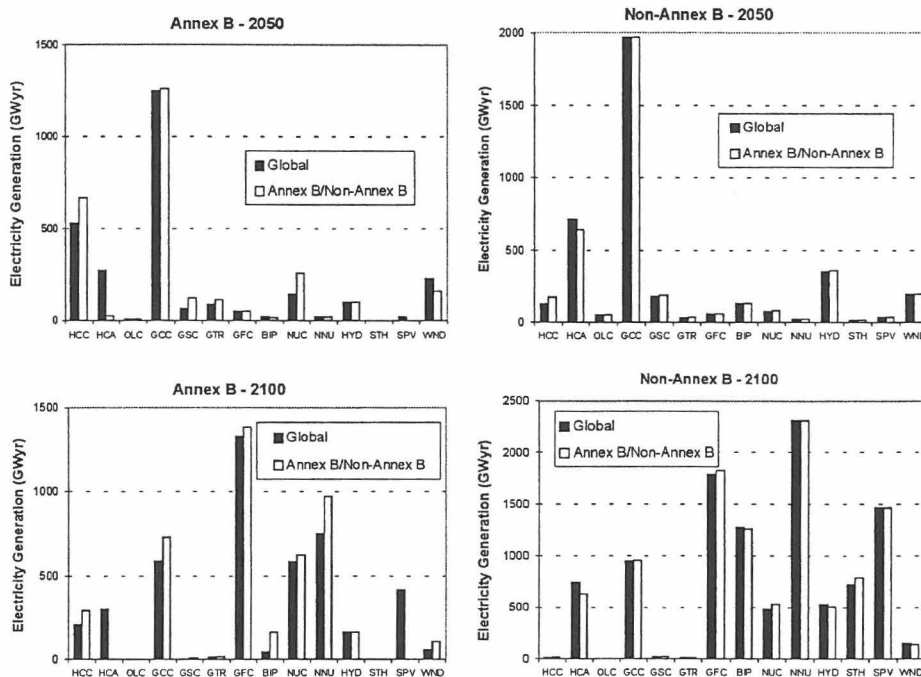 Annex B - 2050
Electricity Generation (GWyr)
1500
1000
500
0
Global
Annex B/Non-Annex B
HCC HCA OLC GCC GSC GTR GFC BIP NUC NNU HYD STH SPV WND
Non-Annex B - 2050
Electricity Generation (GWyr)
2000
1500
1000
500
0
Global
Annex B/Non-Annex B
HCC HCA OLC GCC GSC GTR GFC BIP NUC NNU HYD STH SPV WND
Annex B - 2100
Electricity Generation (GWyr)
1500
1000
500
0
Global
Annex B/Non-Annex B
HCC HCA OLC GCC GSC GTR GFC BIP NUC NNU HYD STH SPV WND
Non-Annex B - 2100
Electricity Generation (GWyr)
2500
2000
1500
1000
500
0
Global
Annex B/Non-Annex B
HCC HCA OLC GCC GSC GTR GFC BIP NUC NNU HYD STH SPV WND